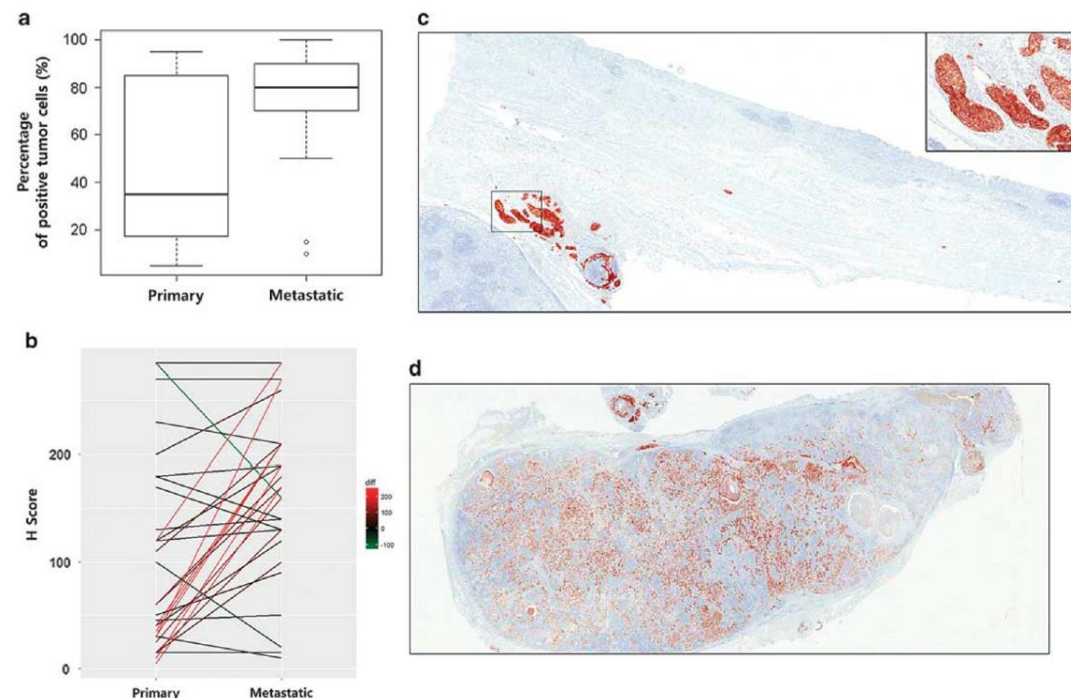 a
Percentage
of positive tumor cells (%)
100
80
60
40
20
Primary Metastatic
b
H Score
200
100
0
Primary Metastatic
diff
200
100
0
-100
c
d